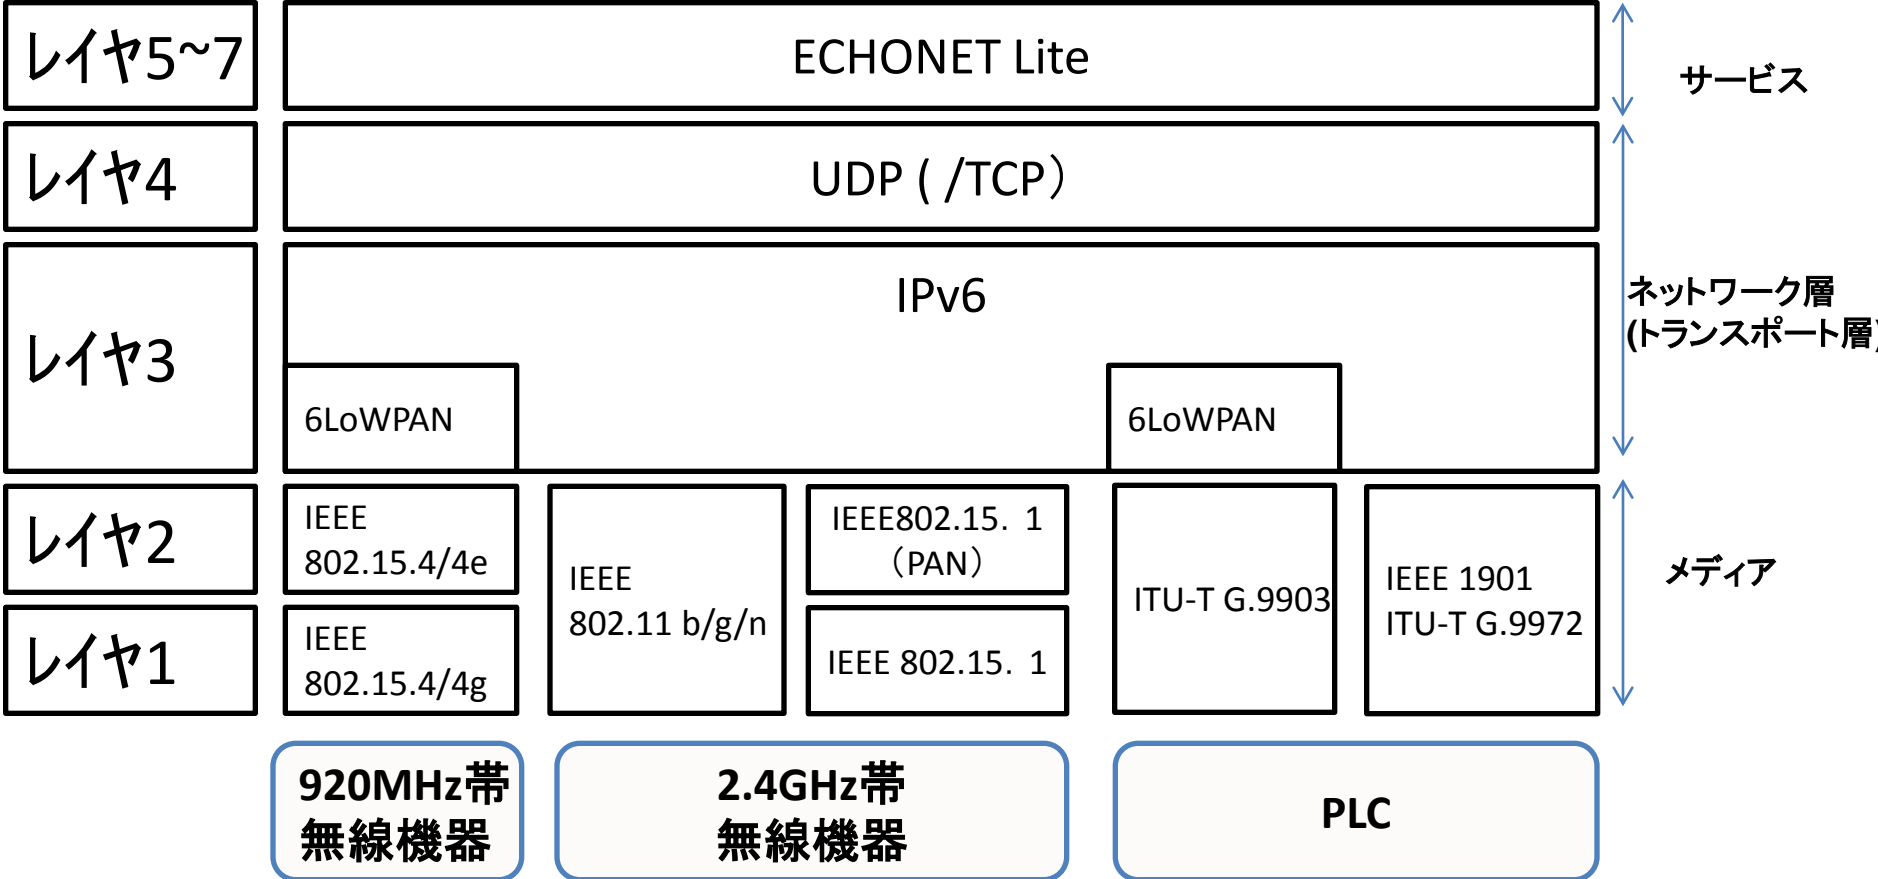 レイヤ5~7
ECHONET Lite
サービス
レイヤ4
UDP ( /TCP）
レイヤ3
IPv6
ネットワーク層
(トランスポート層)
6LoWPAN
6LoWPAN
レイヤ2
IEEE
802.15.4/4e
IEEE
802.11 b/g/n
IEEE802.15．1
（PAN）
ITU-T G.9903
IEEE 1901
ITU-T G.9972
メディア
レイヤ1
IEEE
802.15.4/4g
IEEE 802.15．1
920MHz帯
無線機器
2.4GHz帯
無線機器
PLC